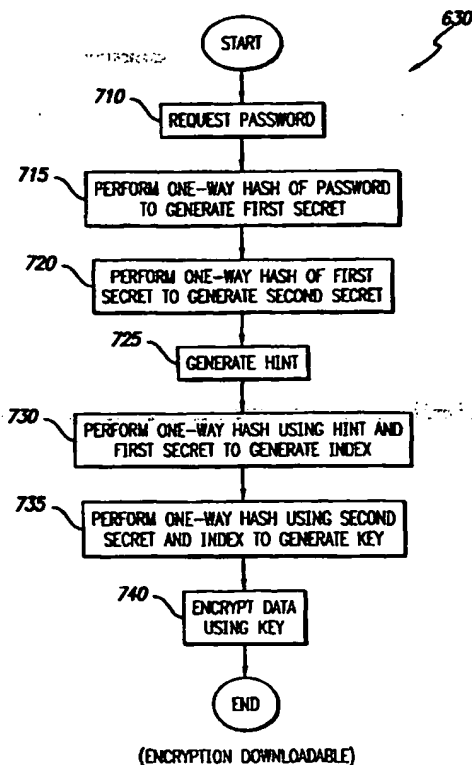 630
START
710
REQUEST PASSWORD
715
PERFORM ONE-WAY HASH OF PASSWORD
TO GENERATE FIRST SECRET
720
PERFORM ONE-WAY HASH OF FIRST
SECRET TO GENERATE SECOND SECRET
725
GENERATE HINT
730
PERFORM ONE-WAY HASH USING HINT AND
FIRST SECRET TO GENERATE INDEX
735
PERFORM ONE-WAY HASH USING SECOND
SECRET AND INDEX TO GENERATE KEY
740
ENCRYPT DATA
USING KEY
END
(ENCRYPTION DOWNLOADABLE)